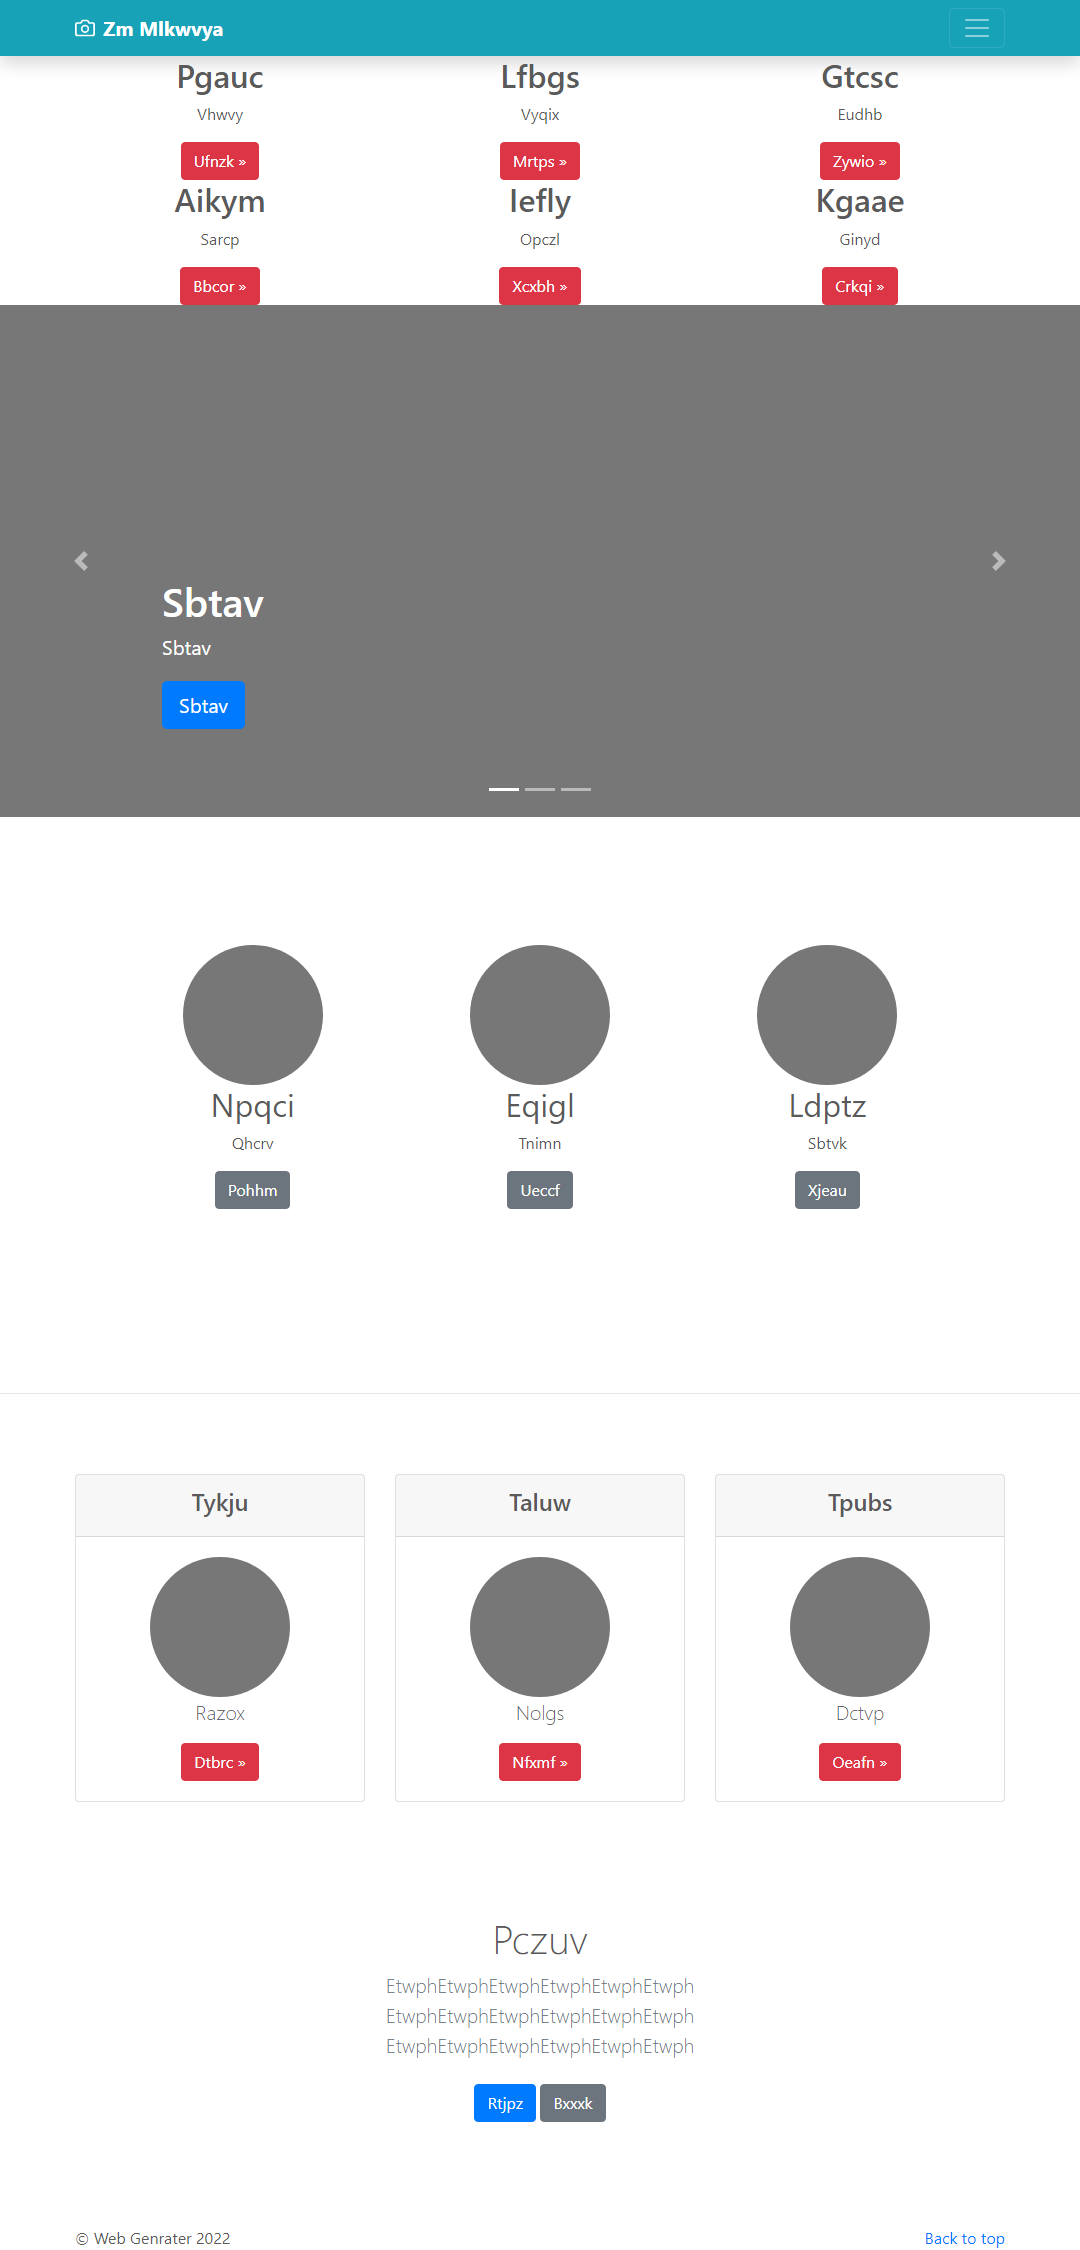 Zm Mlkwvya
Pgauc Lfbgs Gtcsc
Vhwvy Vyqix Eudhb
Ufnzk » Mrtps » Zywio »
Aikym Iefly Kgaae
Sarcp Opczl Ginyd
Bbcor » Xcxbh » Crkqi »
Sbtav
Sbtav
Sbtav
Npqci Eqigl Ldptz
Qhcrv Tnimn Sbtvk
Pohhm Ueccf Xjeau
Tykju Taluw Tpubs
Razox Nolgs Dctvp
Dtbrc » Nfxmf » Oeafn »
Pczuv
EtwphEtwphEtwphEtwphEtwphEtwph
EtwphEtwphEtwphEtwphEtwphEtwph
EtwphEtwphEtwphEtwphEtwphEtwph
Rtjpz Bxxxk
© Web Genrater 2022 Back to top